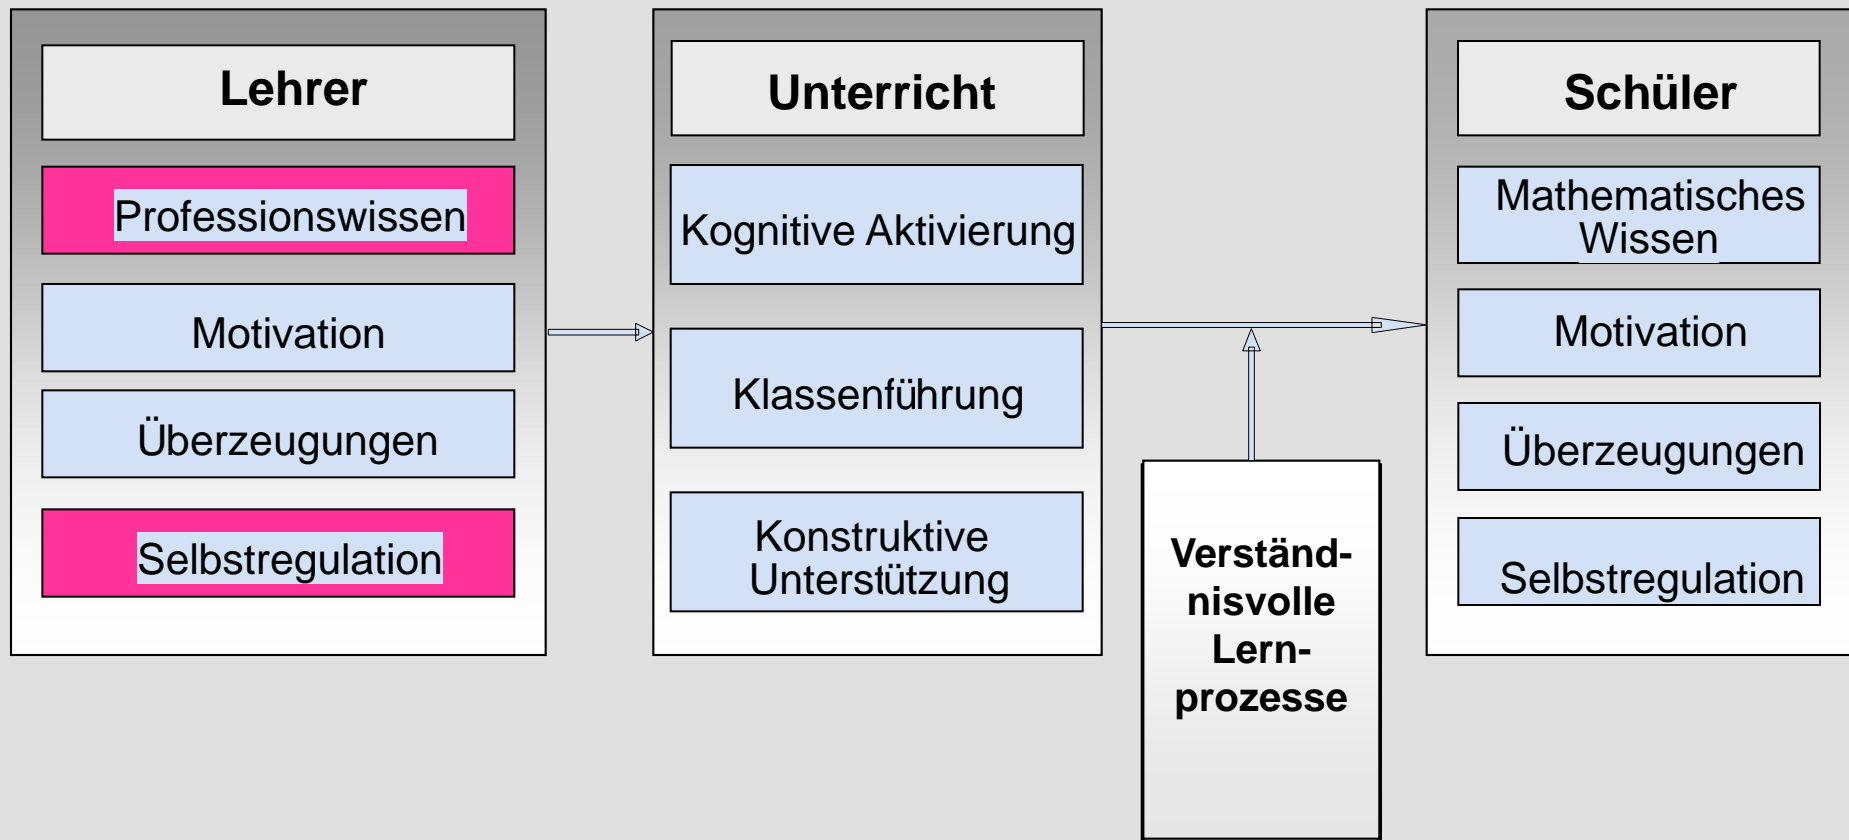 Lehrer
Professionswissen
Motivation
Überzeugungen
Selbstregulation
Unterricht
Kognitive Aktivierung
Klassenführung
Konstruktive
Unterstützung
Verständ-
nisvolle
Lern-
prozesse
Schüler
Mathematisches
Wissen
Motivation
Überzeugungen
Selbstregulation